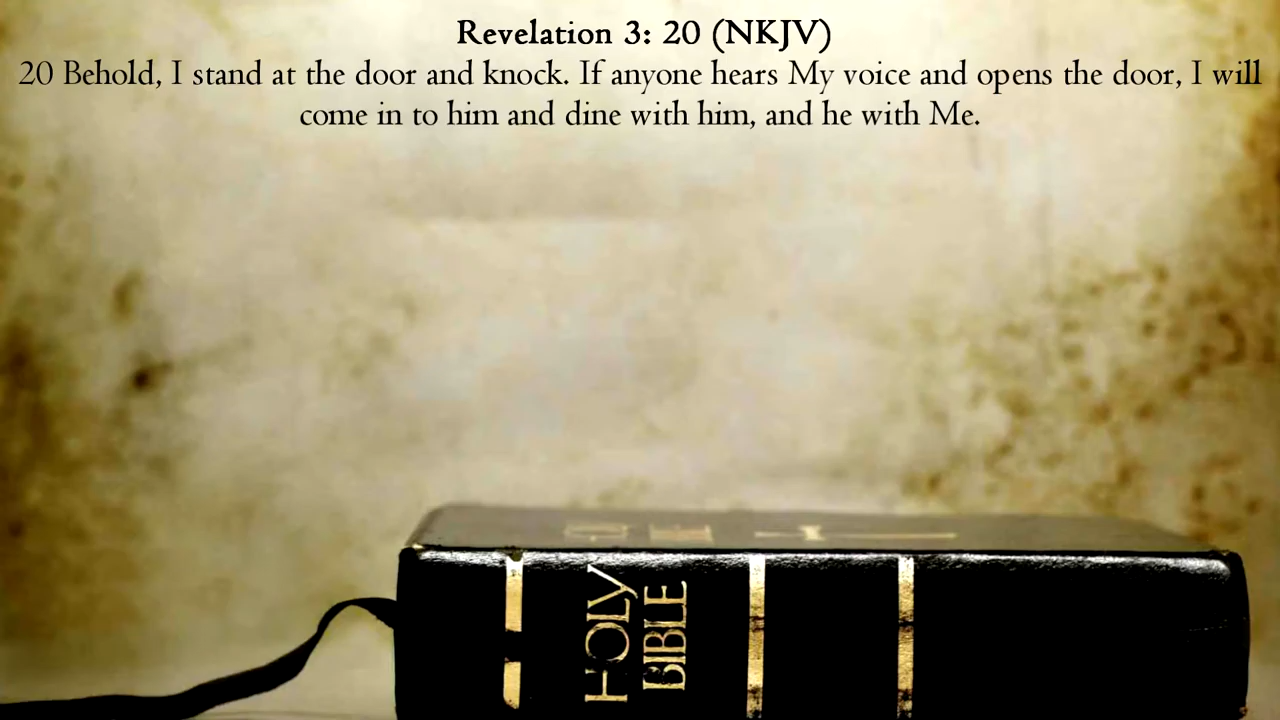 Revelation 3: 20 (NKJV)
20 Behold, I stand at the door and knock. If anyone hears My voice and opens the door, I will
come in to him and dine with him, and he with Me.
HOLY
BIBLE